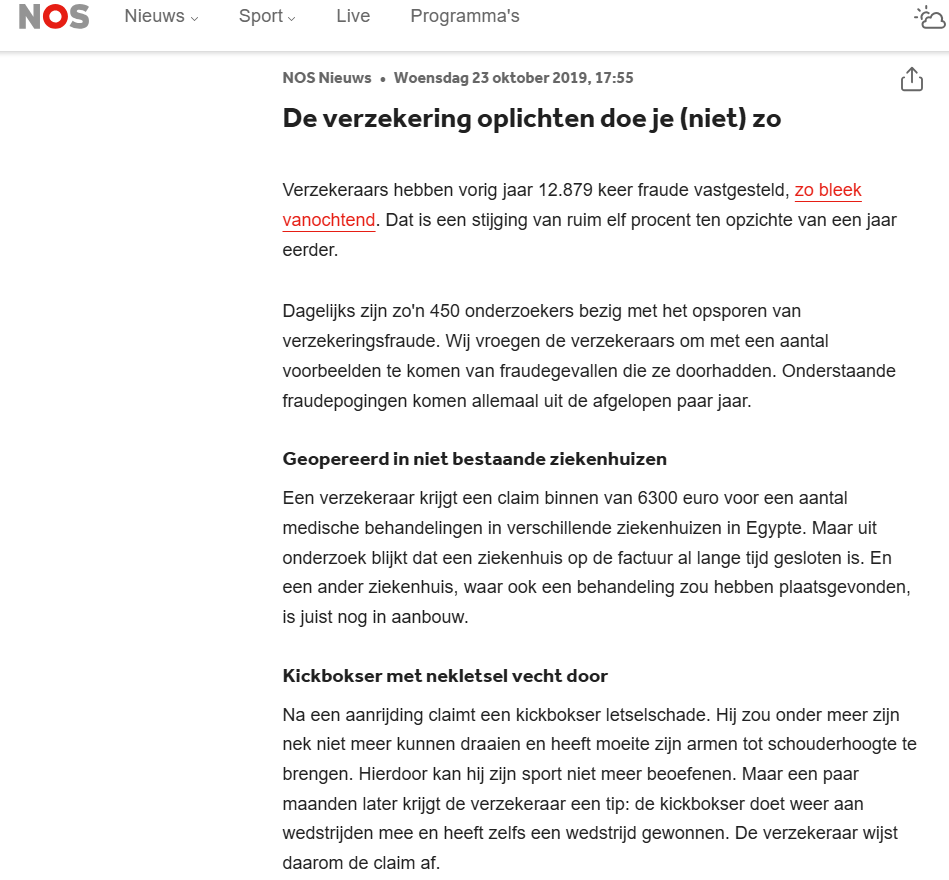 NOS Nieuws Sport Live Programma's
NOS Nieuws • Woensdag 23 oktober 2019, 17:55
De verzekering oplichten doe je (niet) zo
Verzekeraars hebben vorig jaar 12.879 keer fraude vastgesteld, zo bleek
vanochtend. Dat is een stijging van ruim elf procent ten opzichte van een jaar
eerder.
Dagelijks zijn zo'n 450 onderzoekers bezig met het opsporen van
verzekeringsfraude. Wij vroegen de verzekeraars om met een aantal
voorbeelden te komen van fraudegevallen die ze doorhadden. Onderstaande
fraudepogingen komen allemaal uit de afgelopen paar jaar.
Geopereerd in niet bestaande ziekenhuizen
Een verzekeraar krijgt een claim binnen van 6300 euro voor een aantal
medische behandelingen in verschillende ziekenhuizen in Egypte. Maar uit
onderzoek blijkt dat een ziekenhuis op de factuur al lange tijd gesloten is. En
een ander ziekenhuis, waar ook een behandeling zou hebben plaatsgevonden,
is juist nog in aanbouw.
Kickbokser met nekletsel vecht door
Na een aanrijding claimt een kickbokser letselschade. Hij zou onder meer zijn
nek niet meer kunnen draaien en heeft moeite zijn armen tot schouderhoogte te
brengen. Hierdoor kan hij zijn sport niet meer beoefenen. Maar een paar
maanden later krijgt de verzekeraar een tip: de kickbokser doet weer aan
wedstrijden mee en heeft zelfs een wedstrijd gewonnen. De verzekeraar wijst
daarom de claim af.